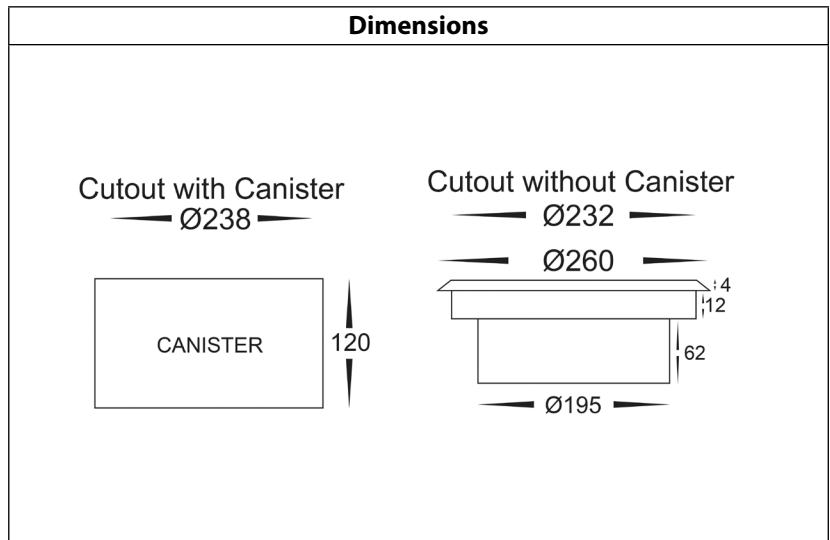 Dimensions
Cutout with Canister
Ø238
CANISTER
120
Cutout without Canister
Ø232
Ø260
4
12
62
Ø195